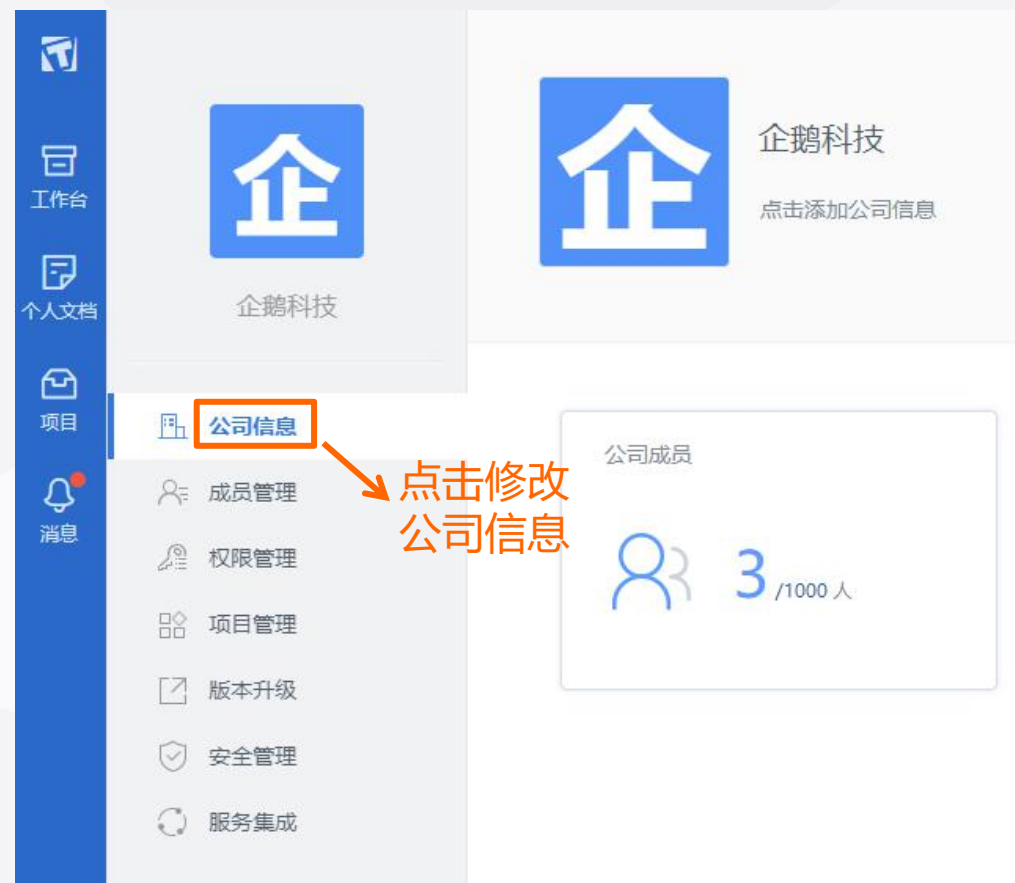 工作台
个人文档
项目
消息
企
企鹅科技
公司信息
成员管理
权限管理
项目管理
版本升级
安全管理
服务集成
点击修改
公司信息
企
企鹅科技
点击添加公司信息
公司成员
3 /1000 人